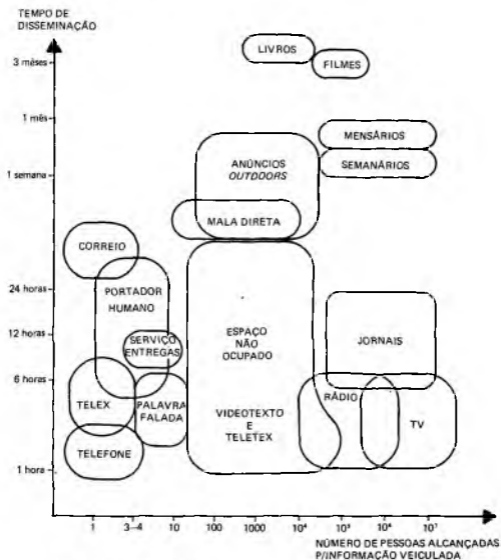 TEMPO DE
DISSEMINAÇÃO
LIVROS
3 mêses
FILMES
1 mês
MENSÁRIOS
ANÚNCIOS
OUTDOORS
SEMANÁRIOS
1 semana
MALA DIRETA
CORREIO
24 horas
PORTADOR
HUMANO
12 horas
SERVIÇO
ENTREGAS
ESPAÇO
NÃO
OCUPADO
JORNAIS
6 horas
TELEX
PALAVRA
FALADA
VIDEOTEXTO
E
TELETEX
RÁDIO
TV
TELEFONE
1 hora
1 3–4 10 100 1000 10⁴ 10⁵ 10⁶ 10⁷
NÚMERO DE PESSOAS ALCANÇADAS
P/INFORMAÇÃO VEICULADA